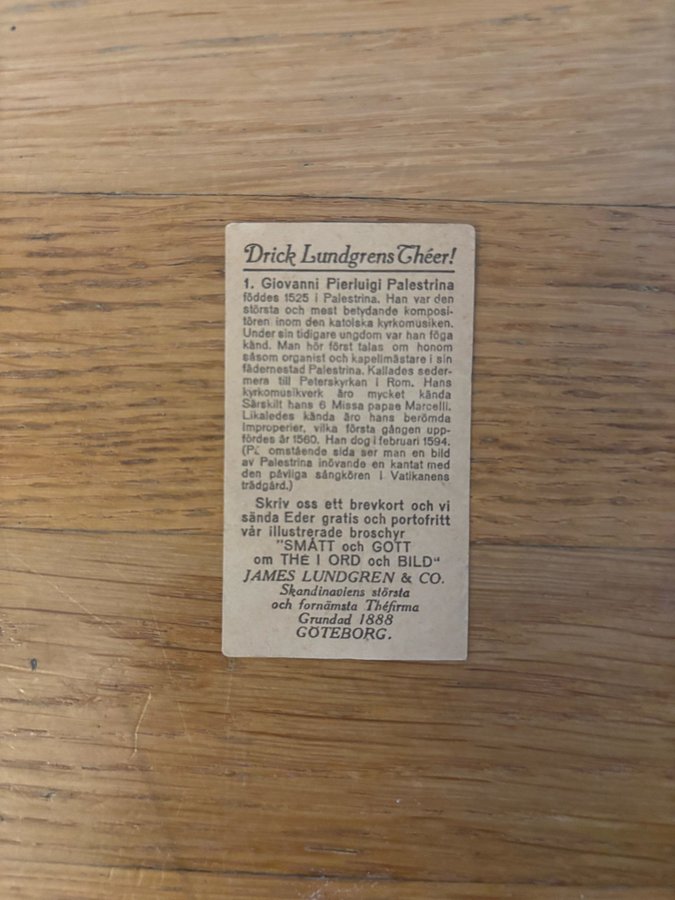 Drick Lundgrens Théer!
1. Giovanni Pierluigi Palestrina
föddes 1525 i Palestrina. Han var den
största och mest betydande komposi-
tören inom den katolska kyrkomusiken.
Under sin tidigare ungdom var han föga
känd. Man hör först talas om honom
såsom organist och kapellmästare i sin
fädernestad Palestrina. Kallades seder-
mera till Peterskyrkan i Rom. Hans
kyrkomusikverk äro mycket kända
Särskilt hans 6 Missa papae Marcelli.
Likaledes kända äro hans berömda
Improperier, vilka första gången upp-
fördes år 1560. Han dog i februari 1594.
(På omstående sida ser man en bild
av Palestrina inövande en kantat med
den påvliga sångkören i Vatikanens
trädgård.)
Skriv oss ett brevkort och vi
sända Eder gratis och portofritt
vår illustrerade broschyr
"SMÅTT och GOTT
om THÉ I ORD och BILD"
JAMES LUNDGREN & CO.
Skandinaviens största
och förnämsta Théfirma
Grundad 1888
GÖTEBORG.